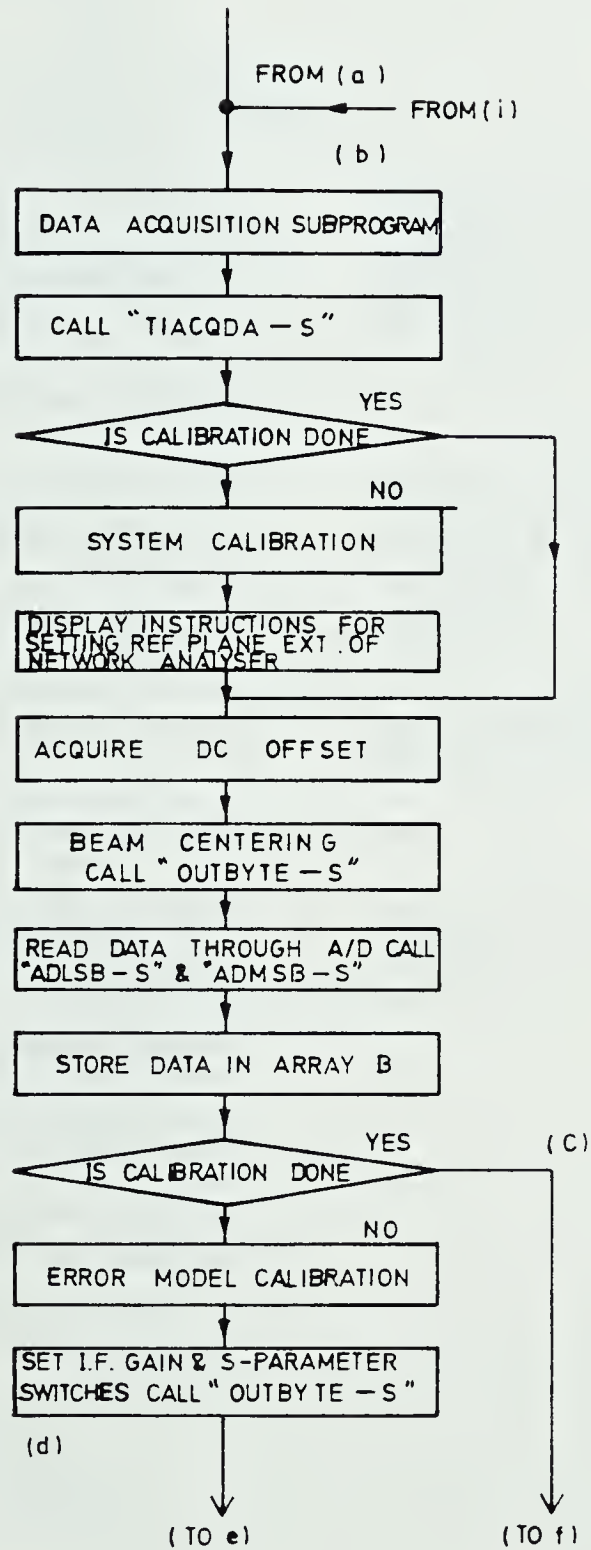 FROM (a)
FROM (i)
(b)
DATA ACQUISITION SUBPROGRAM
CALL "TIACQDA-S"
YES
IS CALIBRATION DONE
NO
SYSTEM CALIBRATION
DISPLAY INSTRUCTIONS FOR
SETTING REF PLANE EXT. OF
NETWORK ANALYSER
ACQUIRE DC OFFSET
BEAM CENTERING
CALL "OUTBYTE-S"
READ DATA THROUGH A/D CALL
"ADLSB-S" & "ADMSB-S"
STORE DATA IN ARRAY B
YES
(C)
IS CALIBRATION DONE
NO
ERROR MODEL CALIBRATION
SET I.F. GAIN & S-PARAMETER
SWITCHES CALL "OUTBYTE-S"
(d)
(TO e)
(TO f)